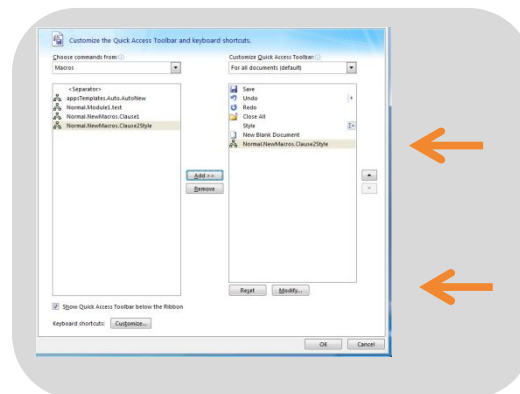 Customize the Quick Access Toolbar and keyboard shortcuts.
Choose commands from:
Macros
<Separator>
appsTemplates.Auto.AutoNew
Normal.Module1.text
Normal.NewMacros.Clause1
Normal.NewMacros.Clause2Style
Add >>
Remove
Customize Quick Access Toolbar:
For all documents (default)
Save
Undo
Redo
Close All
Style
New Blank Document
Normal.NewMacros.Clause2Style
Reset
Modify...
Show Quick Access Toolbar below the Ribbon
Keyboard shortcuts:
Customize...
OK
Cancel